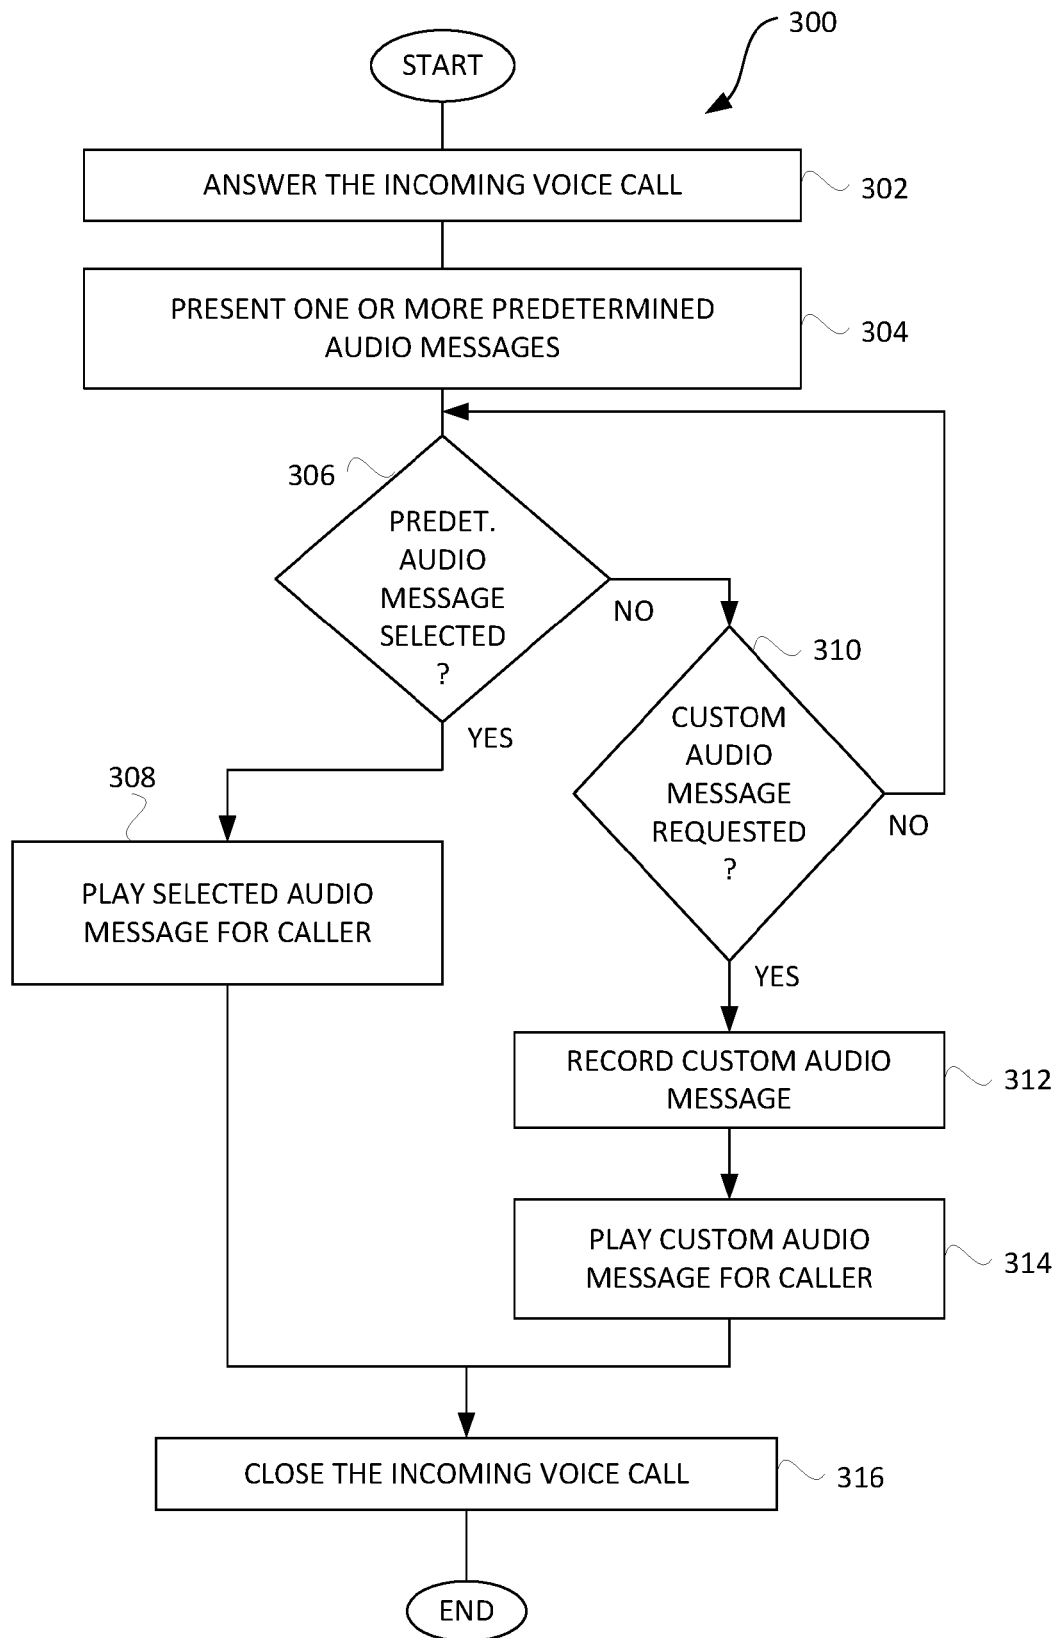 300
START
ANSWER THE INCOMING VOICE CALL
302
PRESENT ONE OR MORE PREDETERMINED
AUDIO MESSAGES
304
306
PREDET.
AUDIO
MESSAGE
SELECTED
?
NO
YES
310
CUSTOM
AUDIO
MESSAGE
REQUESTED
?
NO
YES
308
PLAY SELECTED AUDIO
MESSAGE FOR CALLER
RECORD CUSTOM AUDIO
MESSAGE
312
PLAY CUSTOM AUDIO
MESSAGE FOR CALLER
314
CLOSE THE INCOMING VOICE CALL
316
END